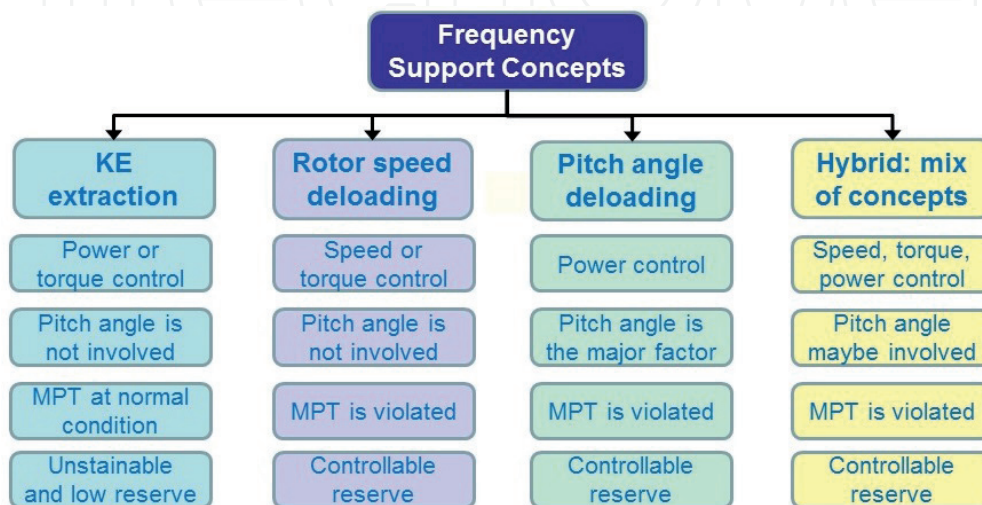 Frequency
Support Concepts
KE
extraction
Rotor speed
deloading
Pitch angle
deloading
Hybrid: mix
of concepts
Power or
torque control
Speed or
torque control
Power control
Speed, torque,
power control
Pitch angle is
not involved
Pitch angle is
not involved
Pitch angle is
the major factor
Pitch angle
maybe involved
MPT at normal
condition
MPT is violated
MPT is violated
MPT is violated
Unstainable
and low reserve
Controllable
reserve
Controllable
reserve
Controllable
reserve